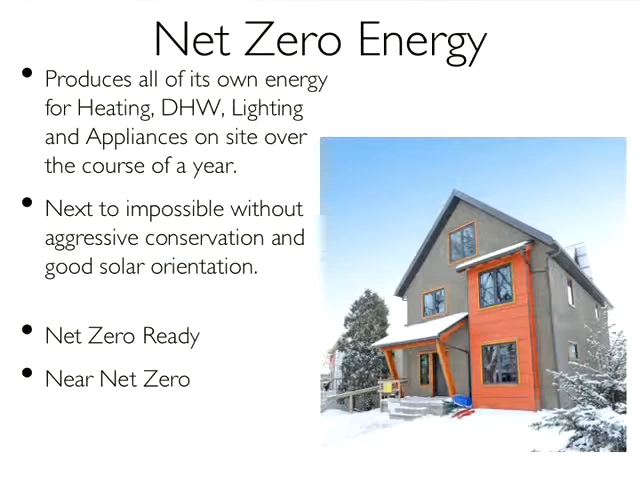 Net Zero Energy
• Produces all of its own energy
for Heating, DHW, Lighting
and Appliances on site over
the course of a year.
• Next to impossible without
aggressive conservation and
good solar orientation.
• Net Zero Ready
• Near Net Zero